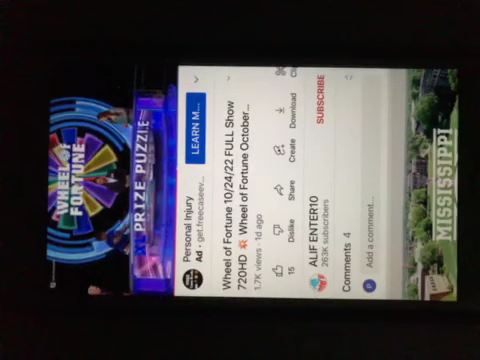 WHEEL OF
FORTUNE
PRIZE PUZZLE
Personal Injury
Ad · get.freecaseev...
LEARN M...
Wheel of Fortune 10/24/22 FULL Show
720HD 💥 Wheel of Fortune October...
1.7K views · 1d ago
15
Dislike
Share
Create
Download
Cli
ALIF ENTER10
263K subscribers
SUBSCRIBE
Comments 4
P
Add a comment...
MISSISSIPPI